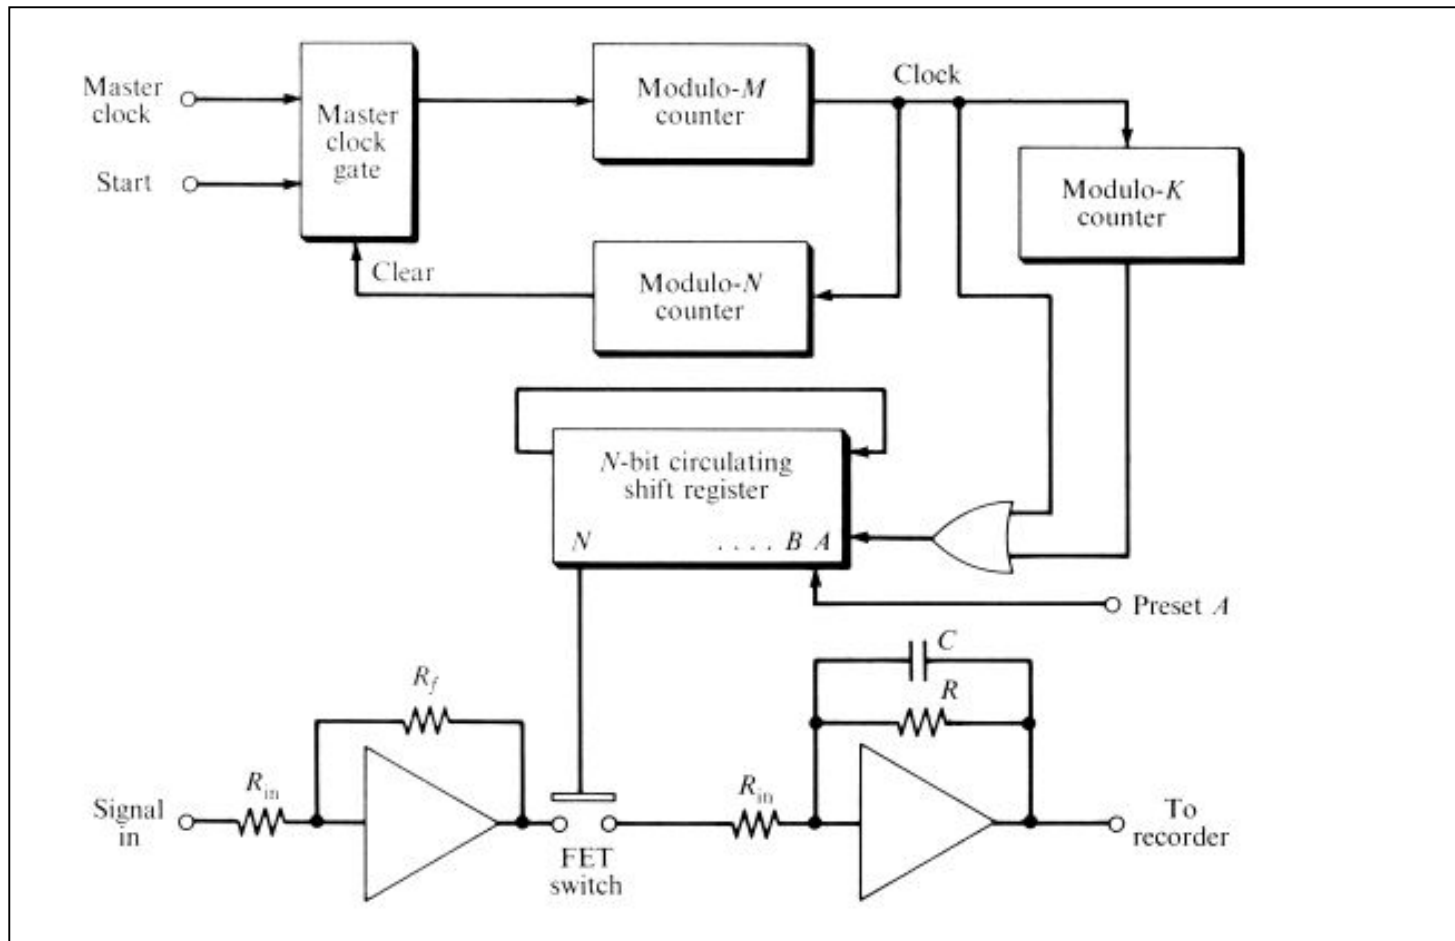 Master
clock
Start
Master
clock
gate
Modulo-M
counter
Clock
Modulo-K
counter
Clear
Modulo-N
counter
N-bit circulating
shift register
N . . . . B A
Preset A
C
R
R_f
R_in
R_in
Signal
in
FET
switch
To
recorder